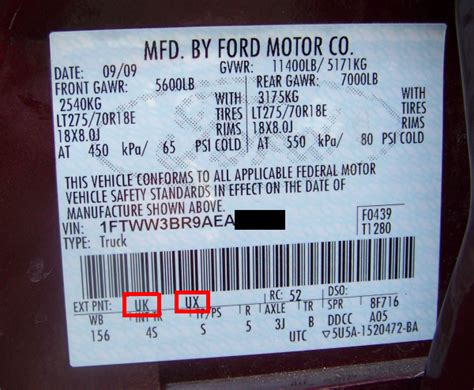 MFD. BY FORD MOTOR CO.
DATE: 09/09 GVWR: 11400LB/ 5171KG
FRONT GAWR: 5600LB REAR GAWR: 7000LB
2540KG WITH 3175KG WITH
LT275/70R18E TIRES LT275/70R18E TIRES
18X8.0J RIMS 18X8.0J RIMS
AT 450 kPa/ 65 PSI COLD AT 550 kPa/ 80 PSI COLD
THIS VEHICLE CONFORMS TO ALL APPLICABLE FEDERAL MOTOR
VEHICLE SAFETY STANDARDS IN EFFECT ON THE DATE OF
MANUFACTURE SHOWN ABOVE.
VIN: 1FTWW3BR9AEA F0439
TYPE: Truck T1280
EXT PNT: UK UX RC: 52 DSO:
WB INT TR TP/PS R AXLE TR SPR 8F716
156 4S S 5 3J B DDCC A05
UTC 5U5A-1520472-BA